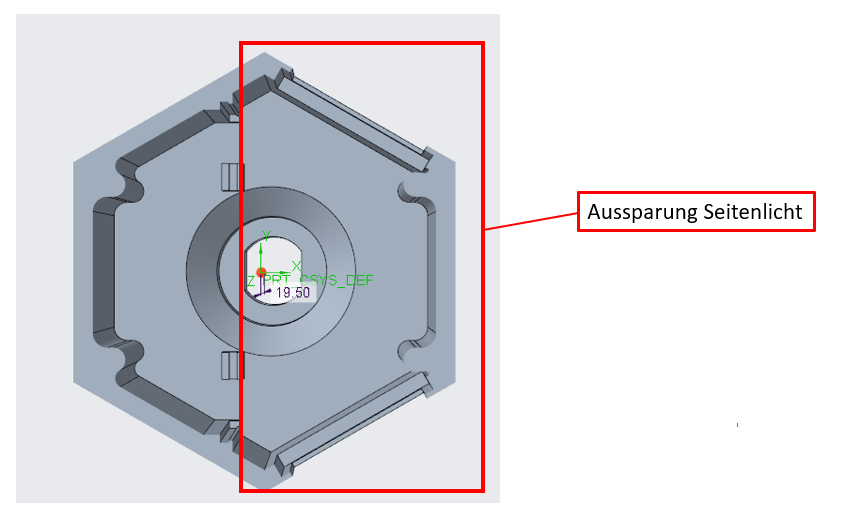 Aussparung Seitenlicht
Y
X
Z PRT_CSYS_DEF
19.50